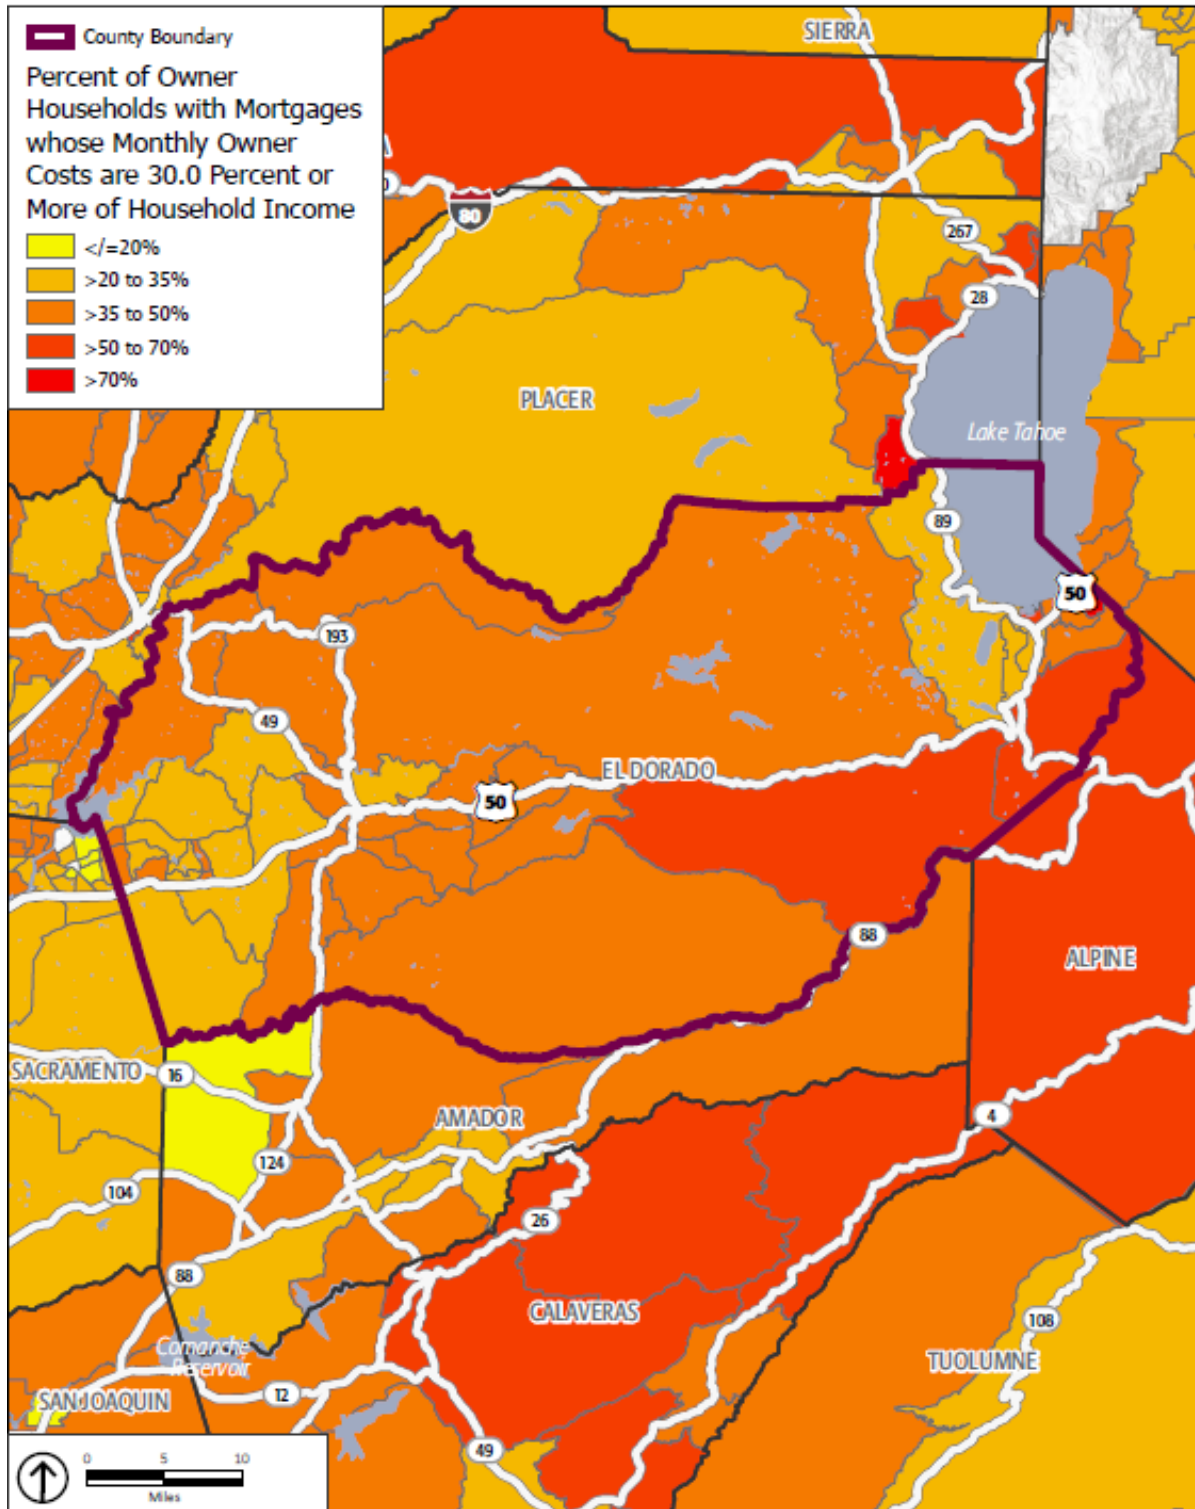 County Boundary
Percent of Owner
Households with Mortgages
whose Monthly Owner
Costs are 30.0 Percent or
More of Household Income
</=20%
>20 to 35%
>35 to 50%
>50 to 70%
>70%
SIERRA
80
267
28
PLACER
Lake Tahoe
89
50
193
49
EL DORADO
50
88
ALPINE
SACRAMENTO
16
AMADOR
4
124
104
26
88
CALAVERAS
108
Comanche
Reservoir
TUOLUMNE
SAN JOAQUIN
12
49
0 5 10
Miles